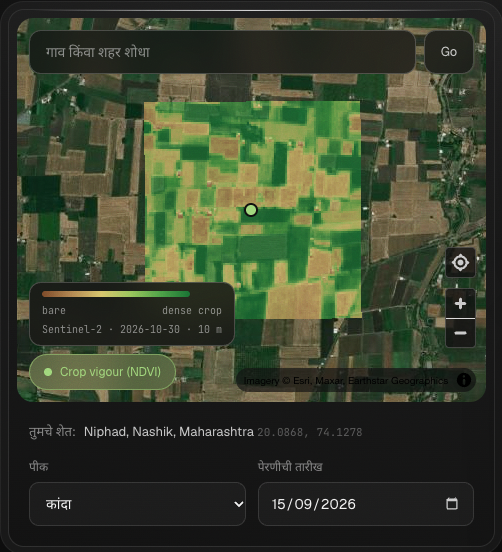 गाव किंवा शहर शोधा
Go
bare dense crop
Sentinel-2 · 2026-10-30 · 10 m
Crop vigour (NDVI)
Imagery © Esri, Maxar, Earthstar Geographics
तुमचे शेत: Niphad, Nashik, Maharashtra 20.0868, 74.1278
पीक
पेरणीची तारीख
कांदा
15/09/2026